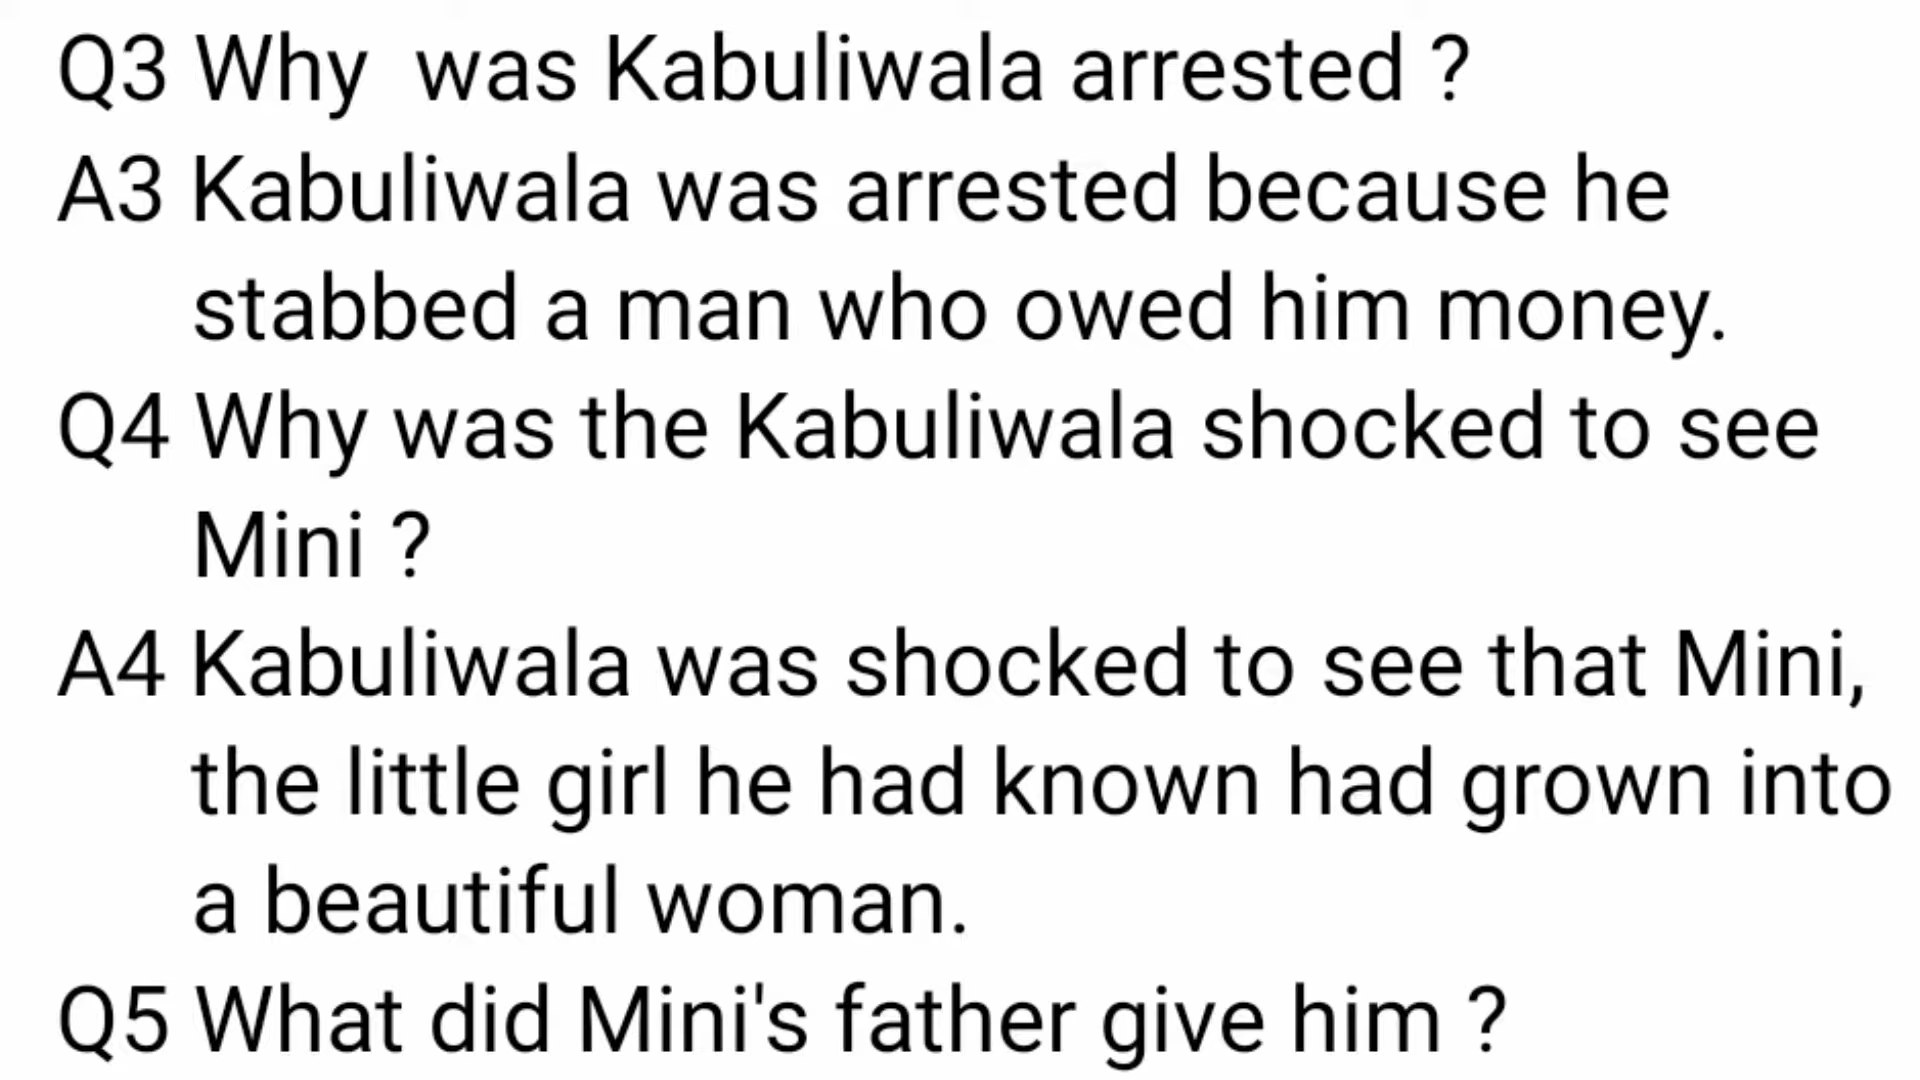 Q3 Why was Kabuliwala arrested ?
A3 Kabuliwala was arrested because he
stabbed a man who owed him money.
Q4 Why was the Kabuliwala shocked to see
Mini ?
A4 Kabuliwala was shocked to see that Mini,
the little girl he had known had grown into
a beautiful woman.
Q5 What did Mini's father give him ?